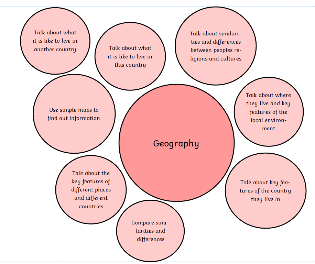 Talk about what
it is like to live in
another country
Talk about what
it is like to live in
this country
Talk about similari-
ties and differences
between peoples re-
ligions and cultures
Use simple maps to
find out information
Talk about where
they live and key
features of the
local environ-
ment
Geography
Talk about the
key features of
different places
and different
countries
Talk about key fea-
tures of the country
they live in
Compare simi-
larities and
differences